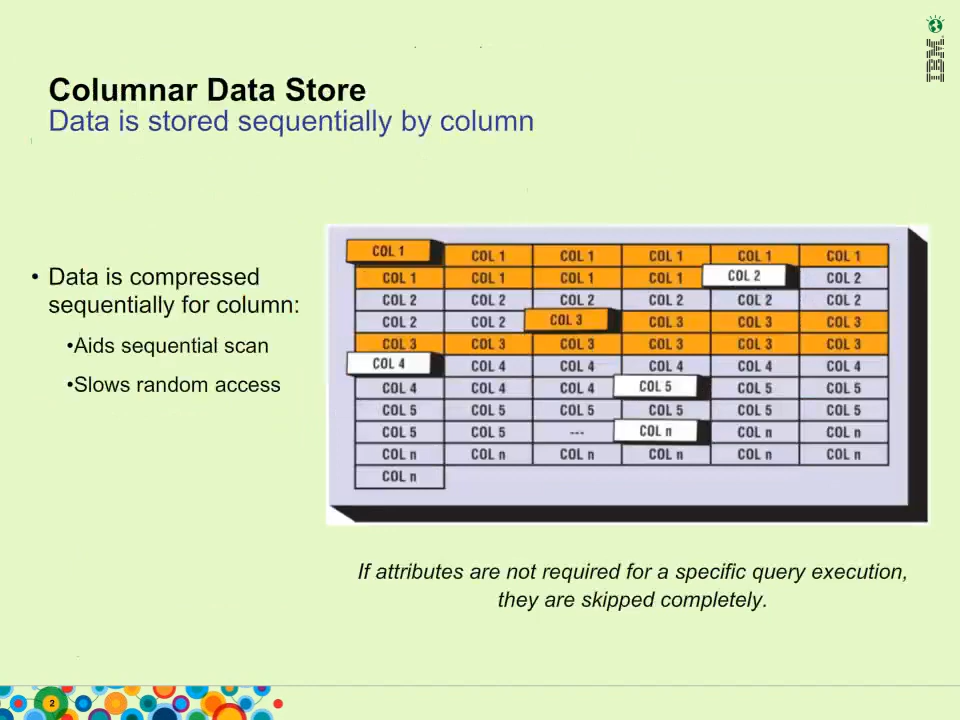 IBM
Columnar Data Store
Data is stored sequentially by column
• Data is compressed
sequentially for column:
•Aids sequential scan
•Slows random access
COL 1 COL 1 COL 1 COL 1 COL 1 COL 1
COL 1 COL 1 COL 1 COL 1 COL 2 COL 2
COL 2 COL 2 COL 2 COL 2 COL 2 COL 2
COL 2 COL 2 COL 3 COL 3 COL 3 COL 3
COL 3 COL 3 COL 3 COL 3 COL 3 COL 3
COL 4 COL 4 COL 4 COL 4 COL 4 COL 4
COL 4 COL 4 COL 4 COL 5 COL 5 COL 5
COL 5 COL 5 COL 5 COL 5 COL 5 COL 5
COL 5 COL 5 --- COL n COL n COL n
COL n COL n COL n COL n COL n COL n
COL n
If attributes are not required for a specific query execution,
they are skipped completely.
2